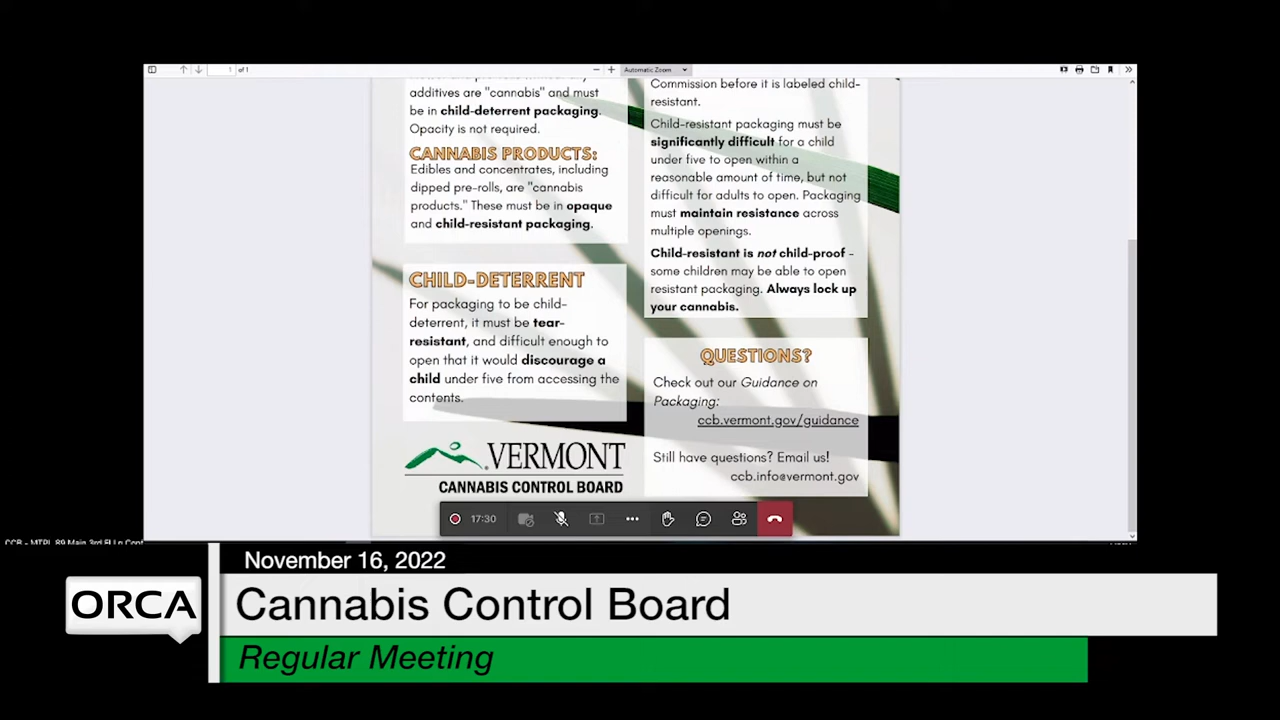 1 of 1
Automatic Zoom
additives are "cannabis" and must
be in child-deterrent packaging.
Opacity is not required.
CANNABIS PRODUCTS:
Edibles and concentrates, including
dipped pre-rolls, are "cannabis
products." These must be in opaque
and child-resistant packaging.
CHILD-DETERRENT
For packaging to be child-
deterrent, it must be tear-
resistant, and difficult enough to
open that it would discourage a
child under five from accessing the
contents.
VERMONT
CANNABIS CONTROL BOARD
Commission before it is labeled child-
resistant.
Child-resistant packaging must be
significantly difficult for a child
under five to open within a
reasonable amount of time, but not
difficult for adults to open. Packaging
must maintain resistance across
multiple openings.
Child-resistant is not child-proof -
some children may be able to open
resistant packaging. Always lock up
your cannabis.
QUESTIONS?
Check out our Guidance on
Packaging:
ccb.vermont.gov/guidance
Still have questions? Email us!
ccb.info@vermont.gov
17:30
November 16, 2022
ORCA
Cannabis Control Board
Regular Meeting